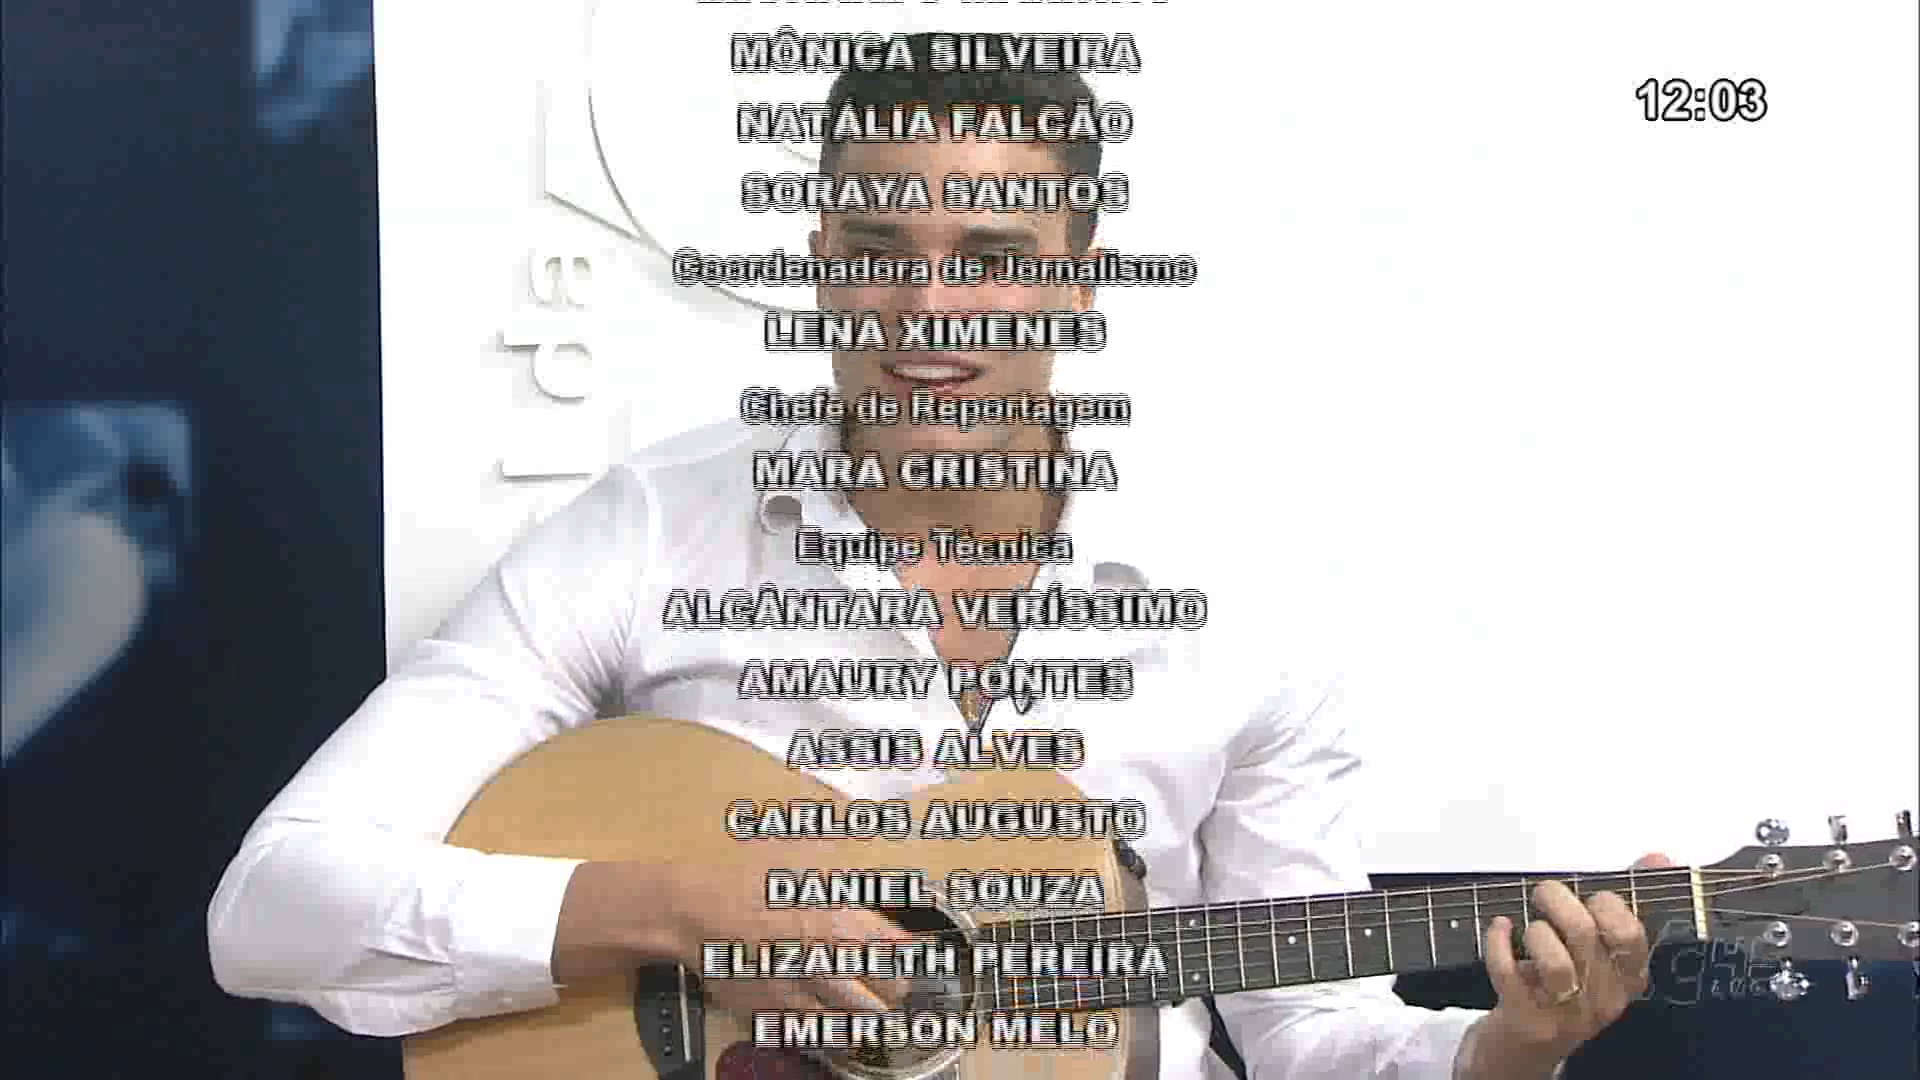 MÔNICA SILVEIRA
12:03
NATÁLIA FALCÃO
SORAYA SANTOS
Coordenadora de Jornalismo
LENA XIMENES
Chefe de Reportagem
MARA CRISTINA
Equipe Técnica
ALCÂNTARA VERÍSSIMO
AMAURY PONTES
ASSIS ALVES
CARLOS AUGUSTO
DANIEL SOUZA
ELIZABETH PEREIRA
EMERSON MELO